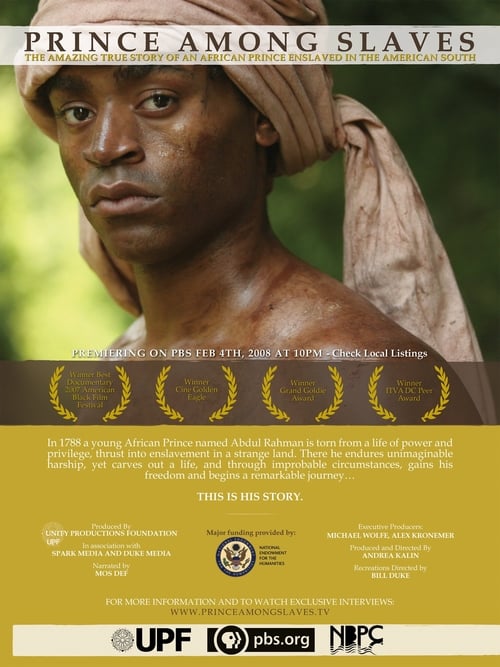 PRINCE AMONG SLAVES
THE AMAZING TRUE STORY OF AN AFRICAN PRINCE ENSLAVED IN THE AMERICAN SOUTH
PREMIERING ON PBS FEB 4TH, 2008 AT 10PM - Check Local Listings
Winner Best
Documentary
2007 American
Black Film
Festival
Winner
Cine Golden
Eagle
Winner
Grand Goldie
Award
Winner
ITVA DC Peer
Award
In 1788 a young African Prince named Abdul Rahman is torn from a life of power and
privilege, thrust into enslavement in a strange land. There he endures unimaginable
harship, yet carves out a life, and through improbable circumstances, gains his
freedom and begins a remarkable journey…
THIS IS HIS STORY.
Produced By
UNITY PRODUCTIONS FOUNDATION
UPF
In association with
SPARK MEDIA AND DUKE MEDIA
Narrated by
MOS DEF
Major funding provided by:
NATIONAL
ENDOWMENT
FOR THE
HUMANITIES
Executive Producers:
MICHAEL WOLFE, ALEX KRONEMER
Produced and Directed By
ANDREA KALIN
Recreations Directed by
BILL DUKE
FOR MORE INFORMATION AND TO WATCH EXCLUSIVE INTERVIEWS:
WWW.PRINCEAMONGSLAVES.TV
UPF
PBS
pbs.org
NBPC